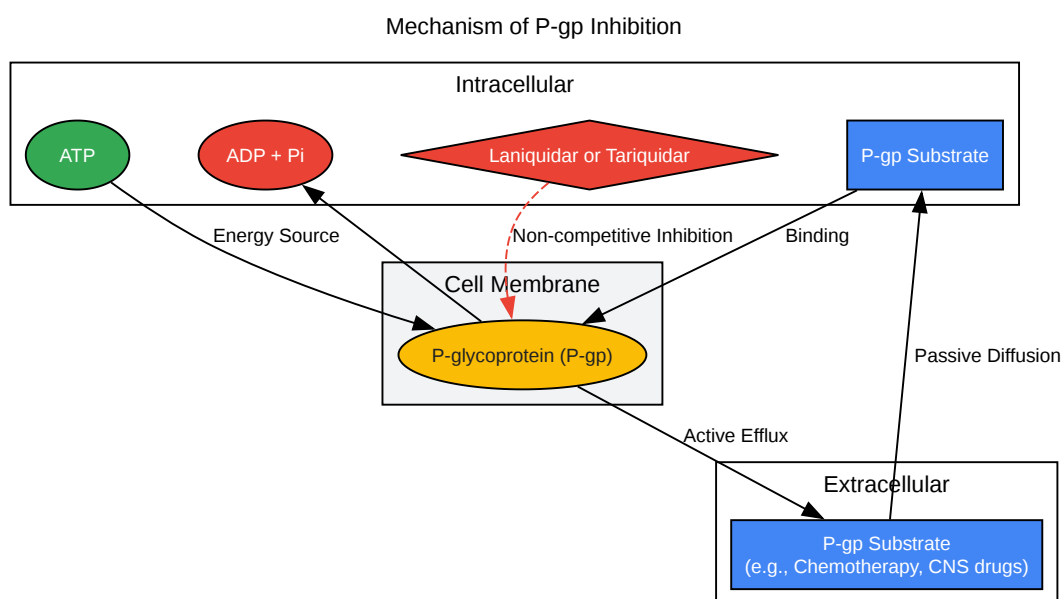 Mechanism of P-gp Inhibition
Intracellular
ATP
ADP + Pi
Laniquidar or Tariquidar
P-gp Substrate
Energy Source
Non-competitive Inhibition
Binding
Cell Membrane
P-glycoprotein (P-gp)
Passive Diffusion
Active Efflux
Extracellular
P-gp Substrate
(e.g., Chemotherapy, CNS drugs)